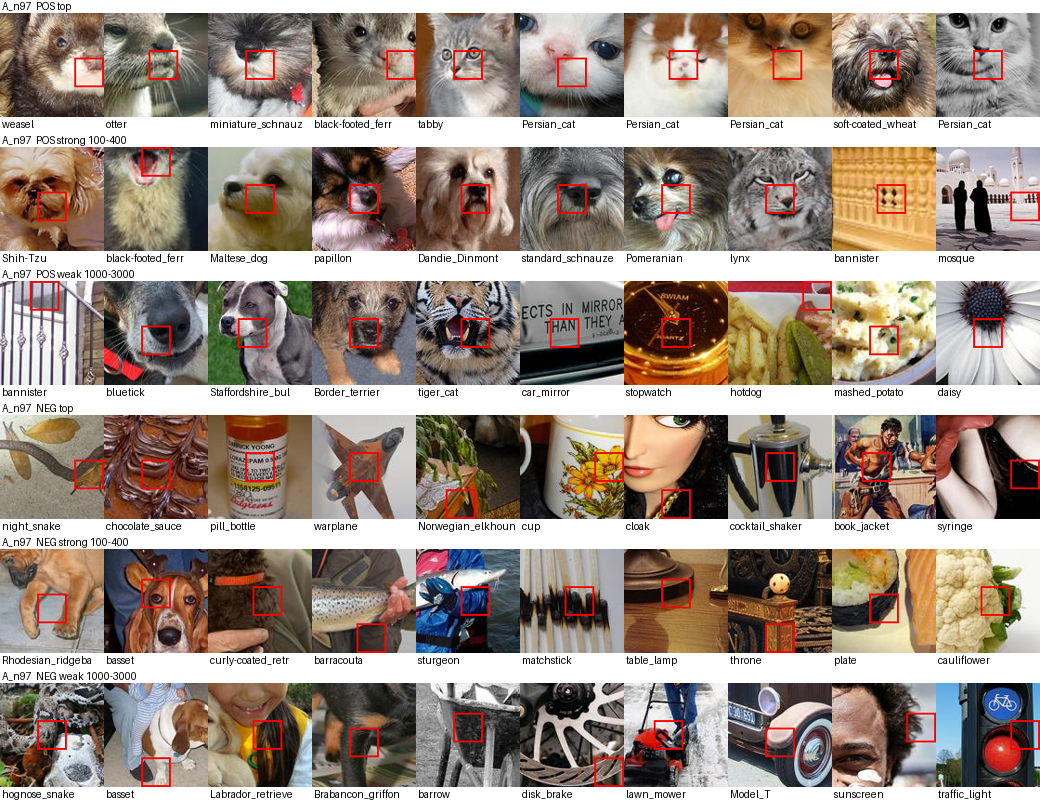 A_n97 POS top
weasel otter miniature_schnauz black-footed_ferr tabby Persian_cat Persian_cat Persian_cat soft-coated_wheat Persian_cat
A_n97 POS strong 100-400
Shih-Tzu black-footed_ferr Maltese_dog papillon Dandie_Dinmont standard_schnauze Pomeranian lynx bannister mosque
A_n97 POS weak 1000-3000
ECTS IN MIRROR
THAN THEY A
SWIAM
QUARTZ
bannister bluetick Staffordshire_bul Border_terrier tiger_cat car_mirror stopwatch hotdog mashed_potato daisy
A_n97 NEG top
YOONG
night_snake chocolate_sauce pill_bottle warplane Norwegian_elkhoun cup cloak cocktail_shaker book_jacket syringe
A_n97 NEG strong 100-400
Rhodesian_ridgeba basset curly-coated_retr barracouta sturgeon matchstick table_lamp throne plate cauliflower
A_n97 NEG weak 1000-3000
hognose_snake basset Labrador_retrieve Brabancon_griffon barrow disk_brake lawn_mower Model_T sunscreen traffic_light